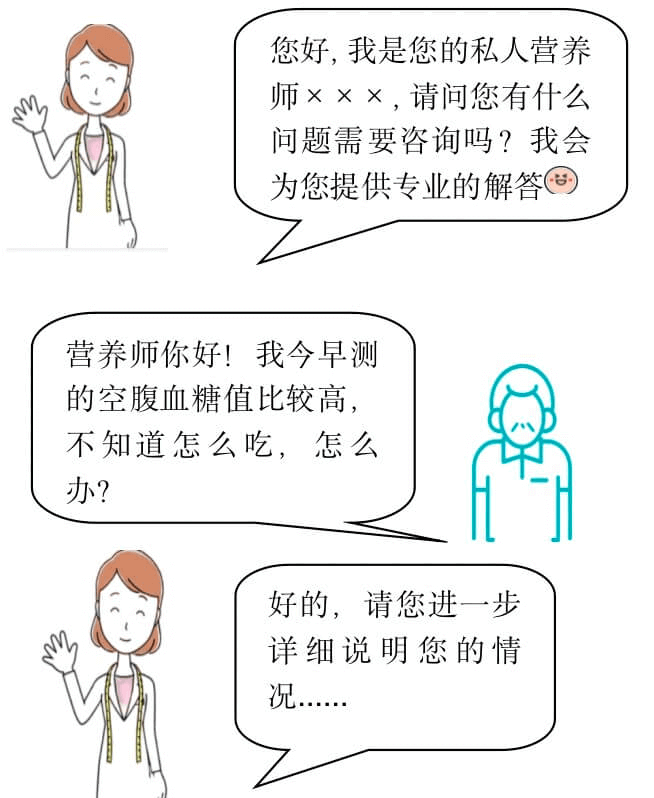 您好,我是您的私人营养
师×××,请问您有什么
问题需要咨询吗？我会
为您提供专业的解答
营养师你好！我今早测
的空腹血糖值比较高，
不知道怎么吃，怎么
办？
好的，请您进一步
详细说明您的情
况......